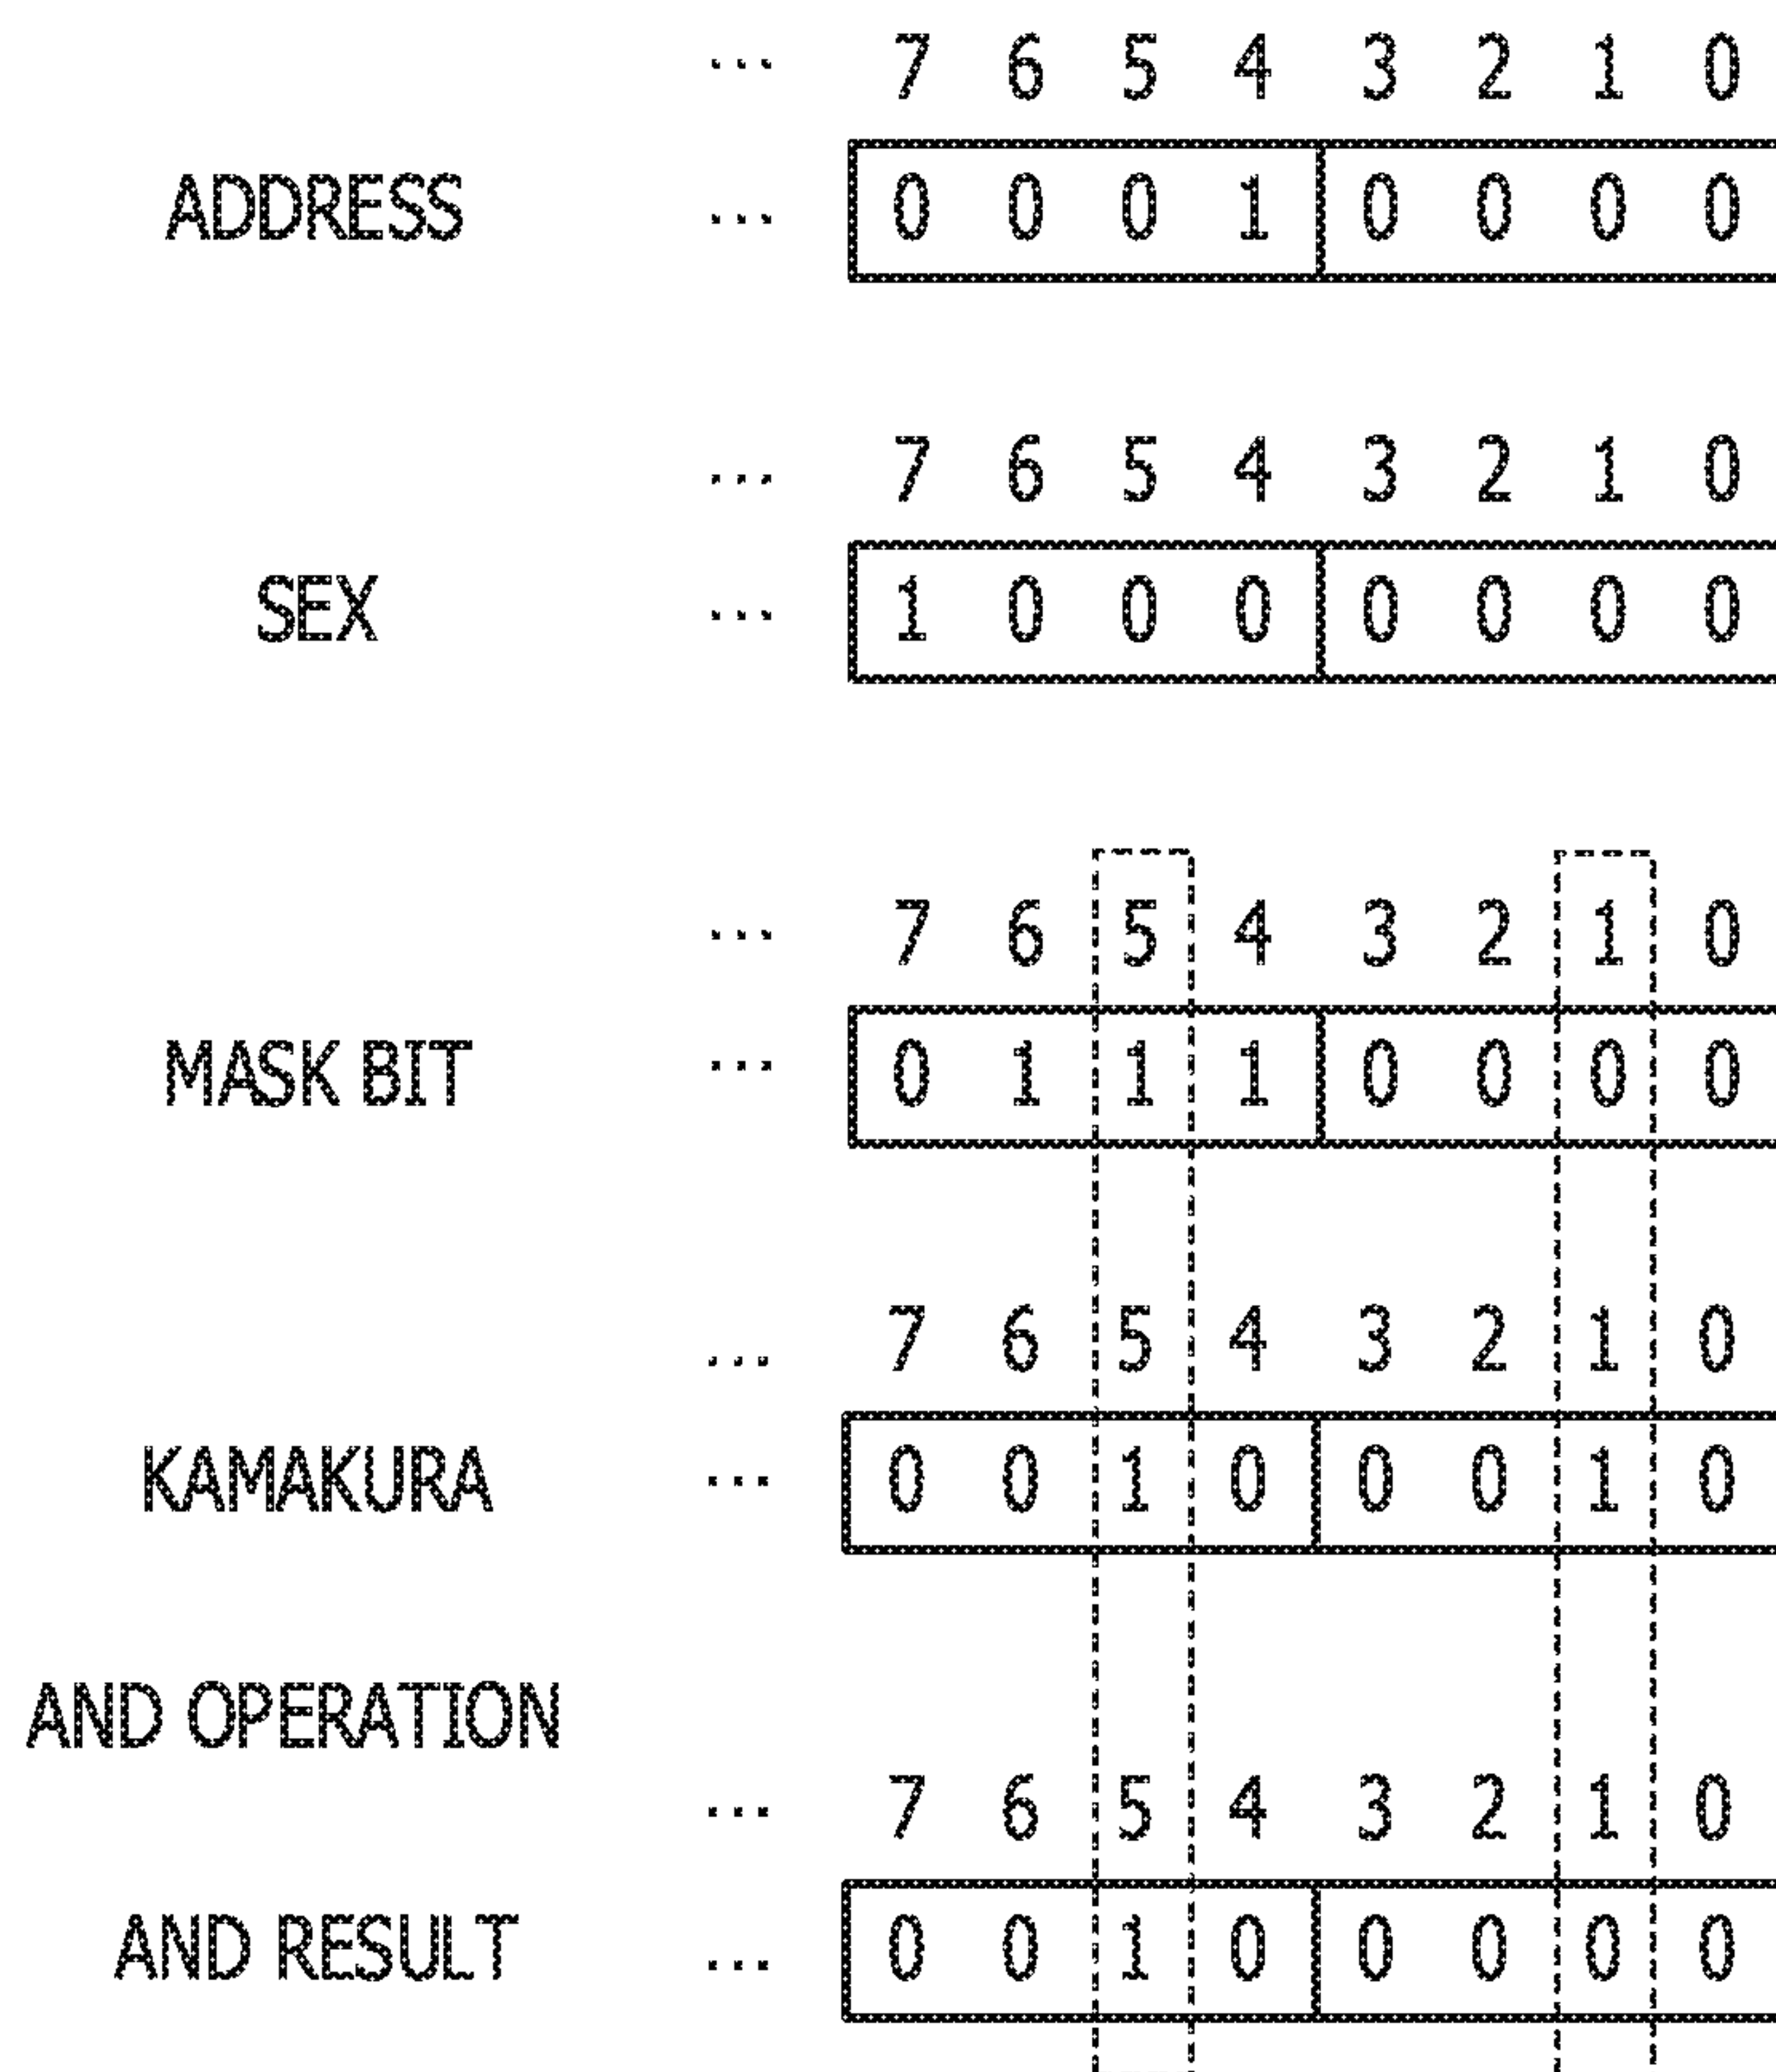 ... 7 6 5 4 3 2 1 0
ADDRESS ... 0 0 0 1 0 0 0 0
... 7 6 5 4 3 2 1 0
SEX ... 1 0 0 0 0 0 0 0
... 7 6 5 4 3 2 1 0
MASK BIT ... 0 1 1 1 0 0 0 0
... 7 6 5 4 3 2 1 0
KAMAKURA ... 0 0 1 0 0 0 1 0
AND OPERATION
... 7 6 5 4 3 2 1 0
AND RESULT ... 0 0 1 0 0 0 0 0